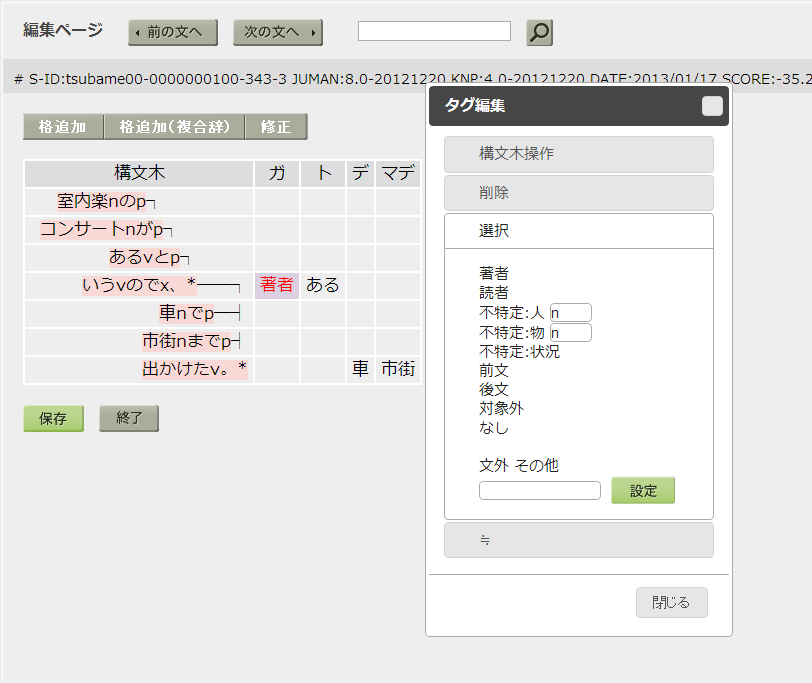 編集ページ 前の文へ 次の文へ
# S-ID:tsubame00-0000000100-343-3 JUMAN:8.0-20121220 KNP:4.0-20121220 DATE:2013/01/17 SCORE:-35.2
格追加 格追加(複合辞) 修正
構文木 ガ ト デ マデ
室内楽nのp┐
コンサートnがp┐
あるvとp┐
いうvのでx、*──┐ 著者 ある
車nでp─┤
市街nまでp┤
出かけたv。* 車 市街
保存 終了
タグ編集
構文木操作
削除
選択
著者
読者
不特定:人 n
不特定:物 n
不特定:状況
前文
後文
対象外
なし
文外 その他
設定
≒
閉じる